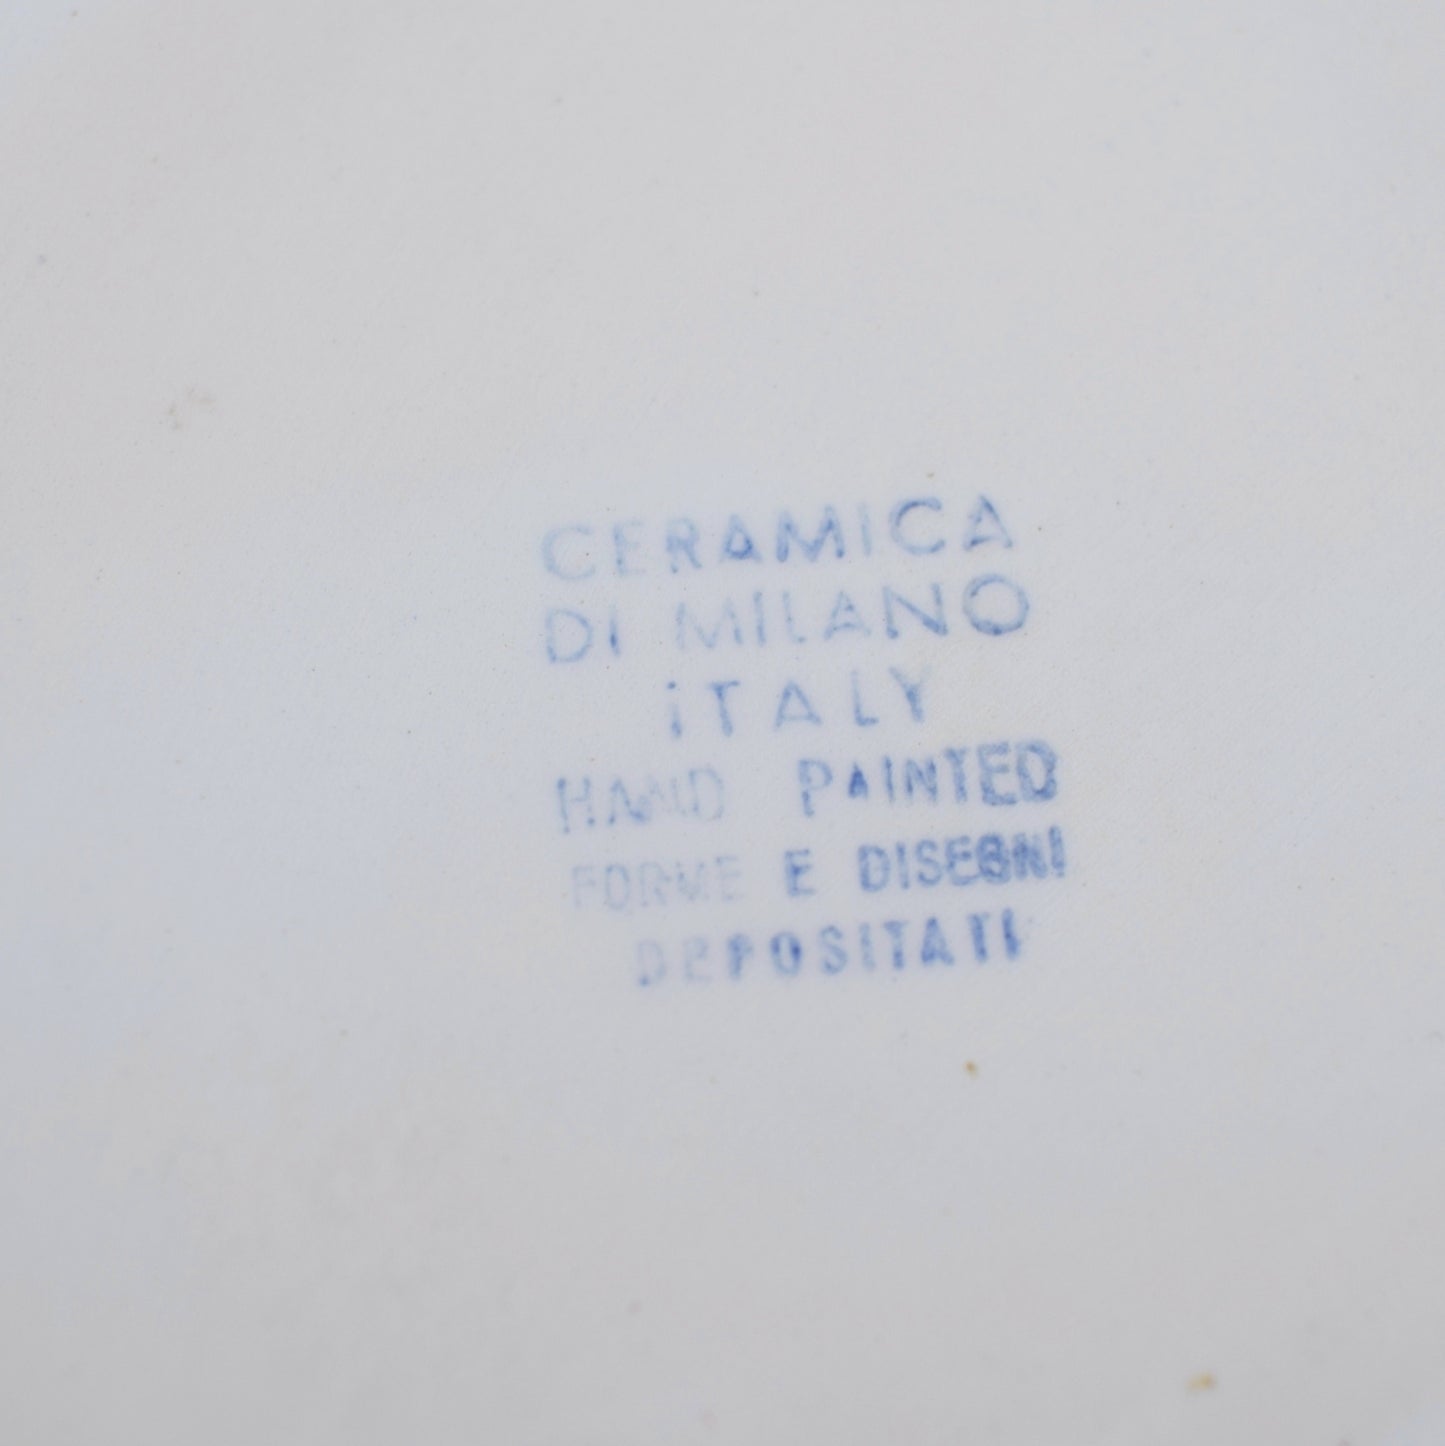 CERAMICA
DI MILANO
iTALY
HAND PAINTED
FORME E DISEGNI
DEPOSITATI